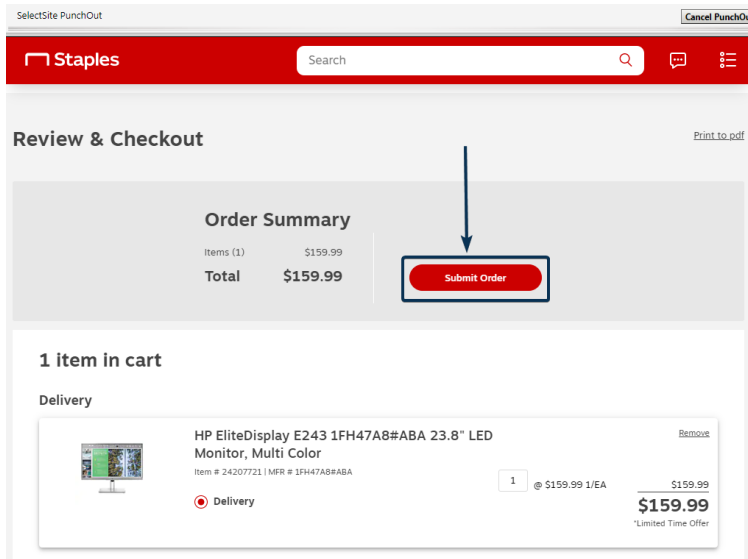 SelectSite PunchOut
Cancel PunchOu
Staples
Search
Review & Checkout
Print to pdf
Order Summary
Items (1) $159.99
Total $159.99
Submit Order
1 item in cart
Delivery
HP EliteDisplay E243 1FH47A8#ABA 23.8" LED
Monitor, Multi Color
Remove
Item # 24207721 | MFR # 1FH47A8#ABA
1 @ $159.99 1/EA $159.99
Delivery
$159.99
*Limited Time Offer